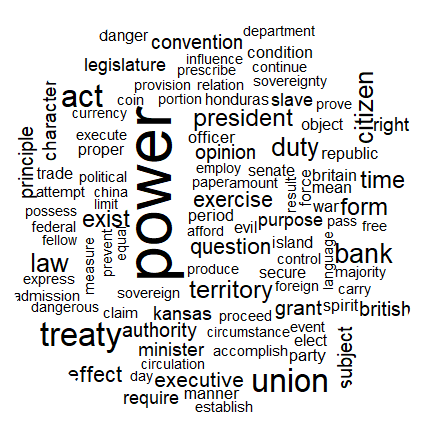 department
danger
convention
influence
condition
legislature
prescribe
continue
provision
relation
sovereignty
character
act
coin
portion
honduras
slave
prove
citizen
currency
president
object
right
execute
officer
duty
principle
proper
opinion
republic
trade
political
employ
senate
britain
time
attempt
china
paper
amount
results
force
mean
limit
exercise
possess
exist
power
period
purpose
war
form
pass
federal
afford
evil
free
fellow
equal
question
island
law
measure
prevent
control
language
bank
express
produce
secure
majority
admission
sovereign
territory
foreign
carry
dangerous
claim
kansas
proceed
grant
spirit
british
treaty
authority
circumstance
event
elect
minister
accomplish
party
subject
circulation
effect
day
executive
union
require
manner
establish